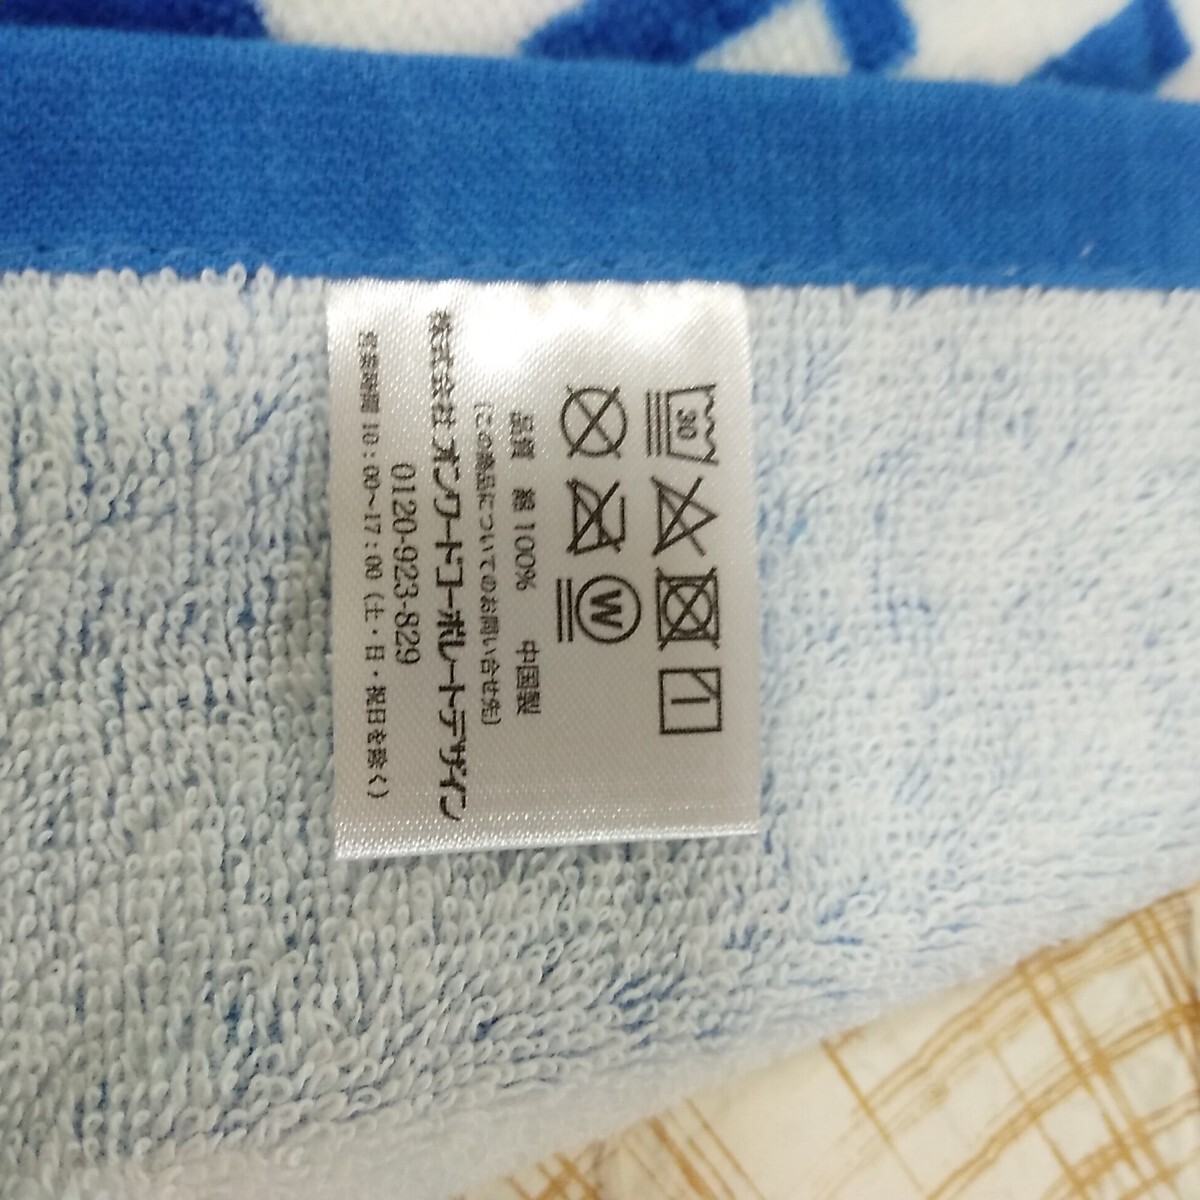 30
W
品質 綿100% 中国製
(この商品についてのお問い合せ先)
株式会社オンワードコーポレートデザイン
0120-923-829
営業時間 10:00~17:00 (土・日・祝日を除く)